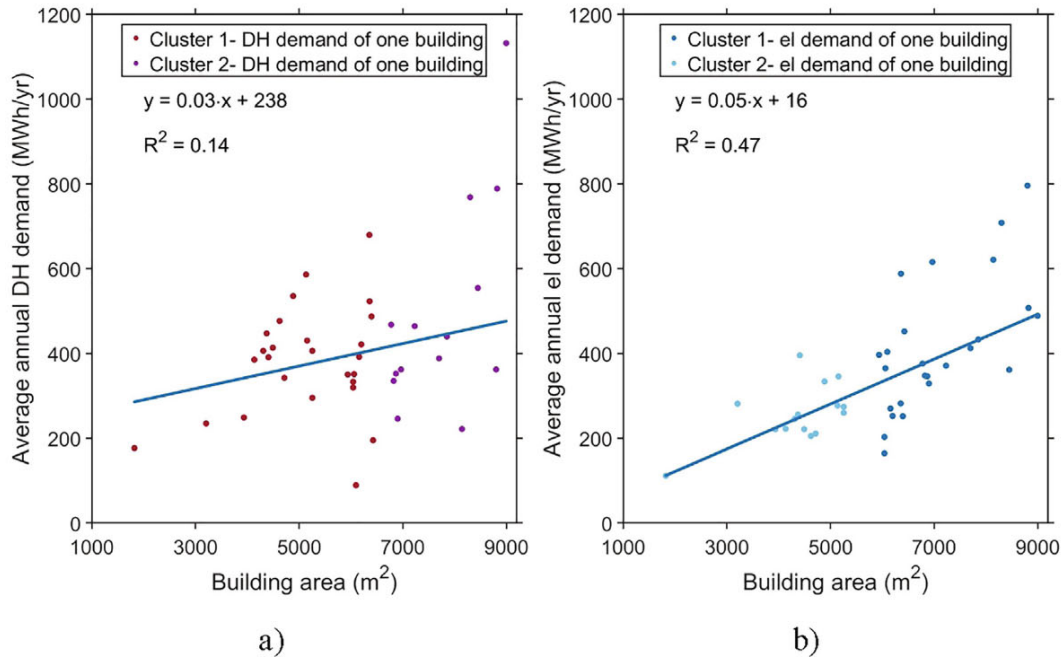 1200
1000
800
600
400
200
0
Average annual DH demand (MWh/yr)
Cluster 1- DH demand of one building
Cluster 2- DH demand of one building
y = 0.03·x + 238
R² = 0.14
1000 3000 5000 7000 9000
Building area (m²)
a)
1200
1000
800
600
400
200
0
Average annual el demand (MWh/yr)
Cluster 1- el demand of one building
Cluster 2- el demand of one building
y = 0.05·x + 16
R² = 0.47
1000 3000 5000 7000 9000
Building area (m²)
b)